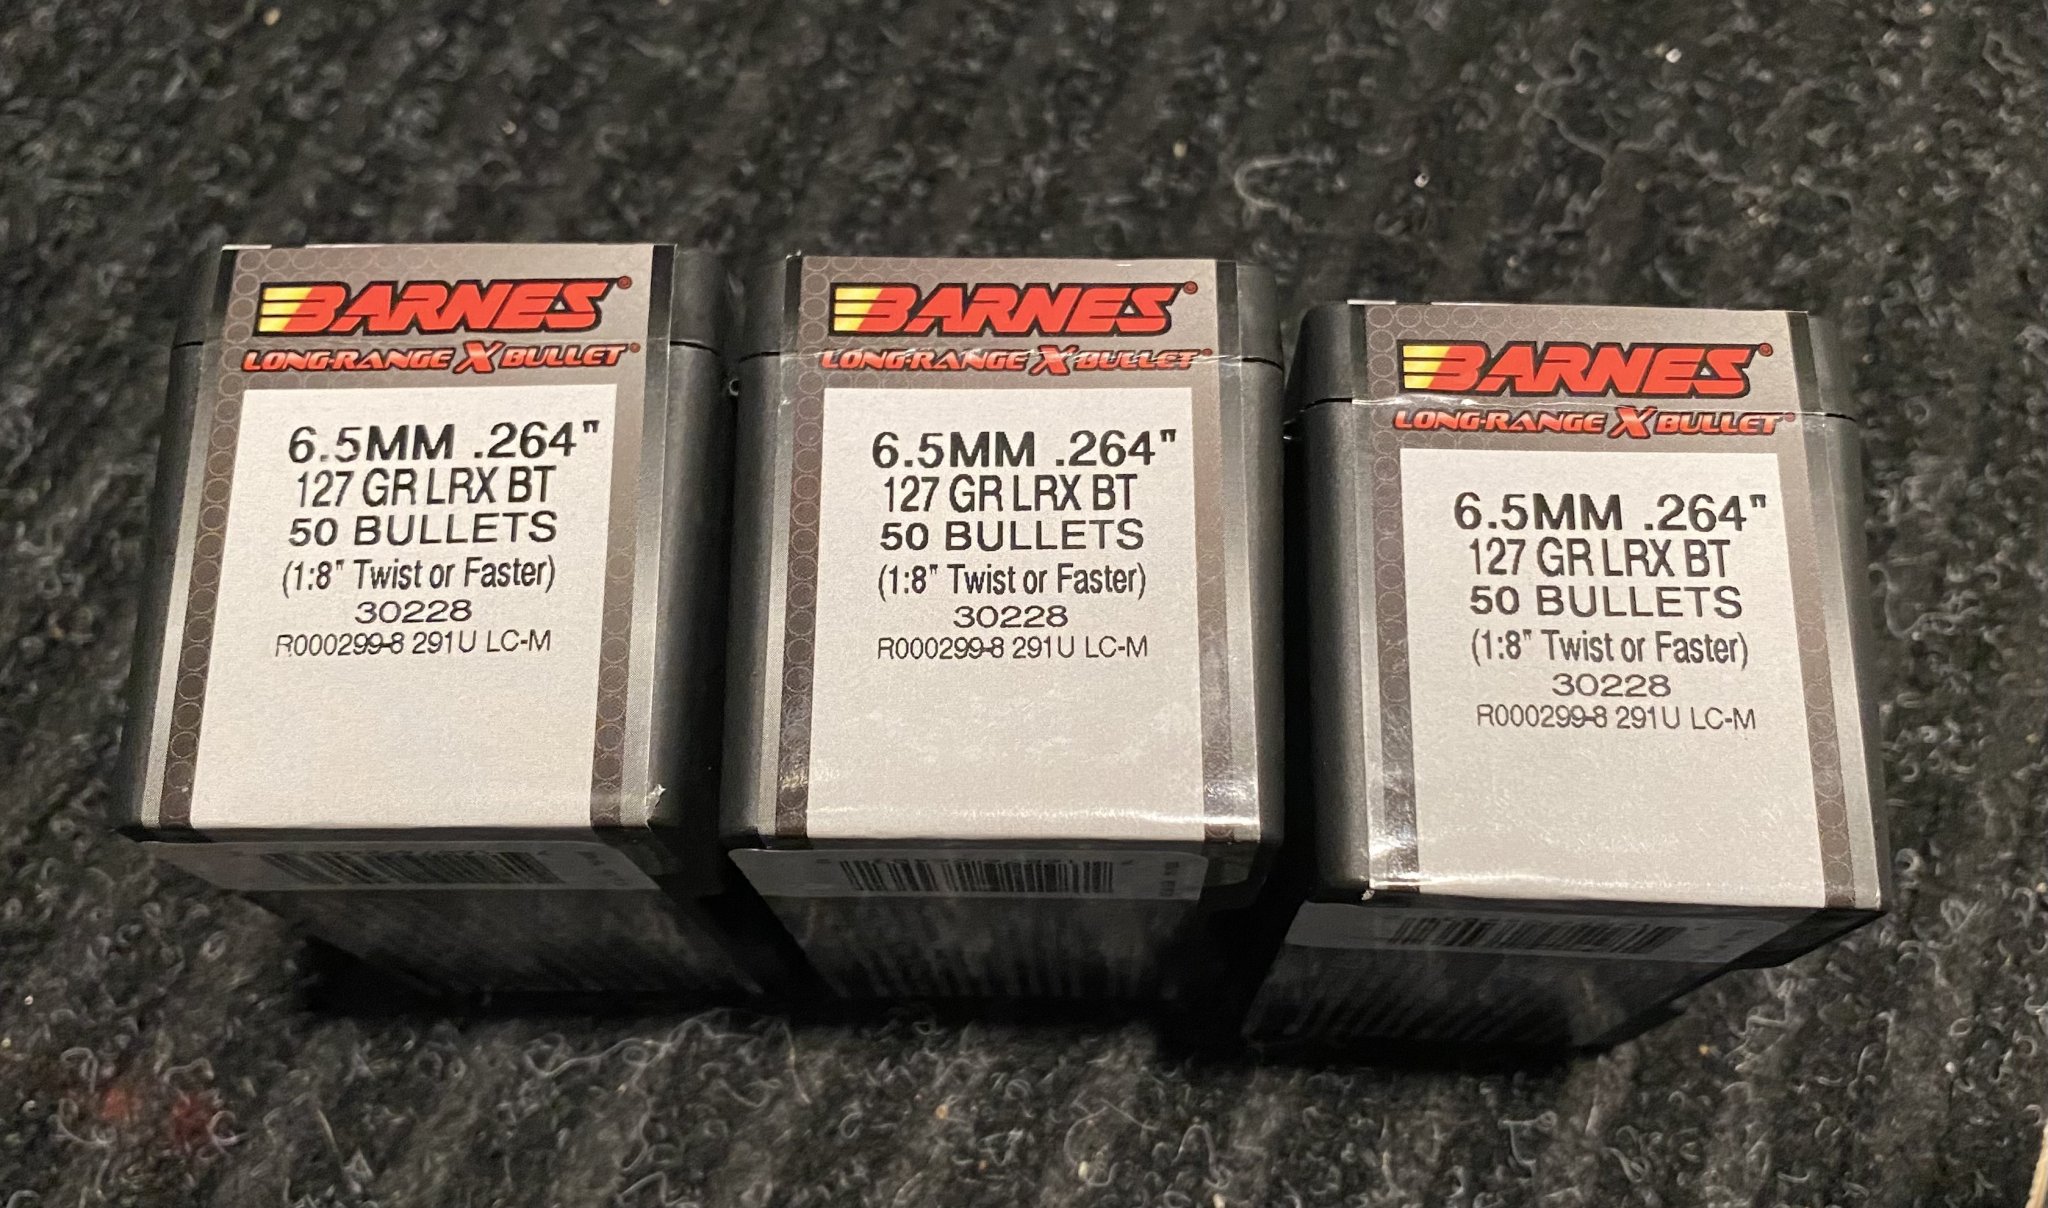 BARNES®
LONG-RANGE X BULLET®
6.5MM .264"
127 GR LRX BT
50 BULLETS
(1:8" Twist or Faster)
30228
R000299-8 291U LC-M
BARNES®
LONG-RANGE X BULLET®
6.5MM .264"
127 GR LRX BT
50 BULLETS
(1:8" Twist or Faster)
30228
R000299-8 291U LC-M
BARNES®
LONG-RANGE X BULLET®
6.5MM .264"
127 GR LRX BT
50 BULLETS
(1:8" Twist or Faster)
30228
R000299-8 291U LC-M